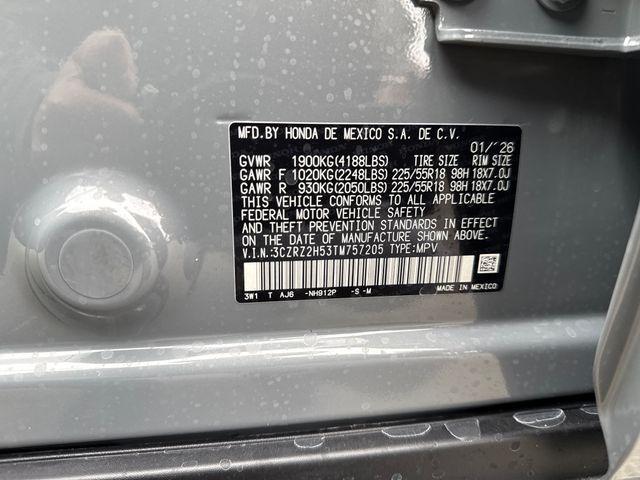 MFD.BY HONDA DE MEXICO S.A. DE C.V.
01/'26
GVWR 1900KG(4188LBS) TIRE SIZE RIM SIZE
GAWR F 1020KG(2248LBS) 225/55R18 98H 18X7.0J
GAWR R 930KG(2050LBS) 225/55R18 98H 18X7.0J
THIS VEHICLE CONFORMS TO ALL APPLICABLE
FEDERAL MOTOR VEHICLE SAFETY
AND THEFT PREVENTION STANDARDS IN EFFECT
ON THE DATE OF MANUFACTURE SHOWN ABOVE.
V.I.N.:3CZRZ2H53TM757205 TYPE:MPV
3W1 T AJ6 -NH912P -S -M MADE IN MEXICO